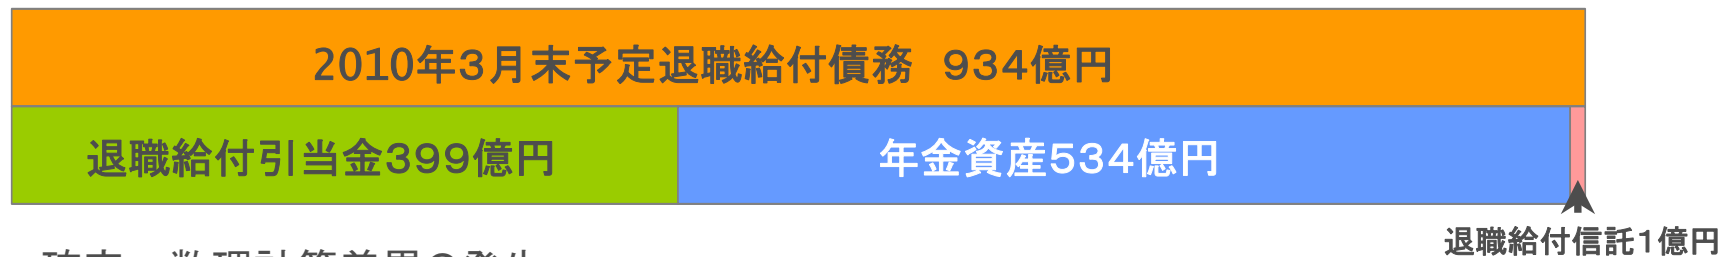 2010年3月末予定退職給付債務　934億円
退職給付引当金399億円
年金資産534億円
退職給付信託1億円